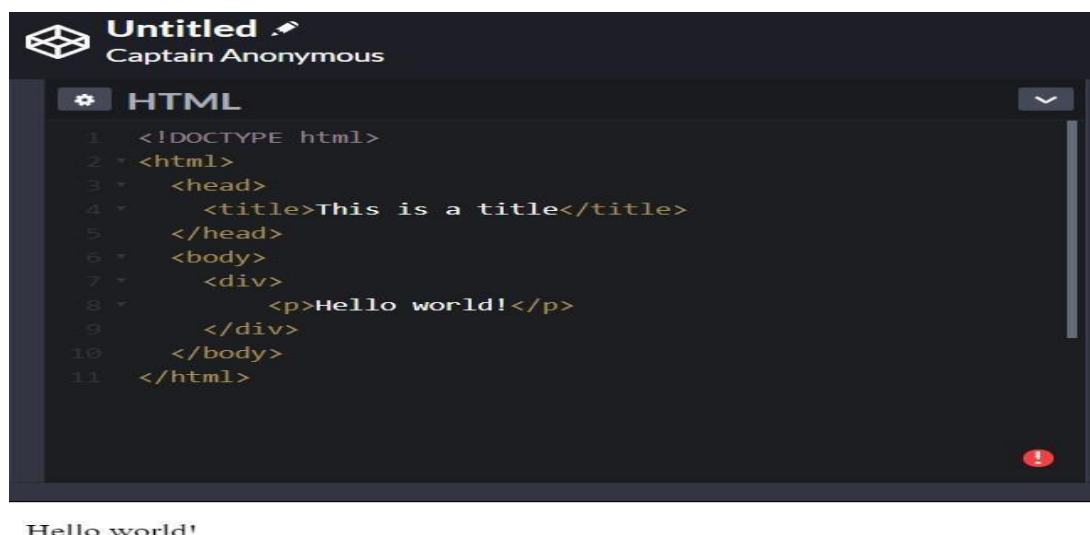 Untitled
Captain Anonymous
HTML
1 <!DOCTYPE html>
2 <html>
3 <head>
4 <title>This is a title</title>
5 </head>
6 <body>
7 <div>
8 <p>Hello world!</p>
9 </div>
10 </body>
11 </html>
Hello world!